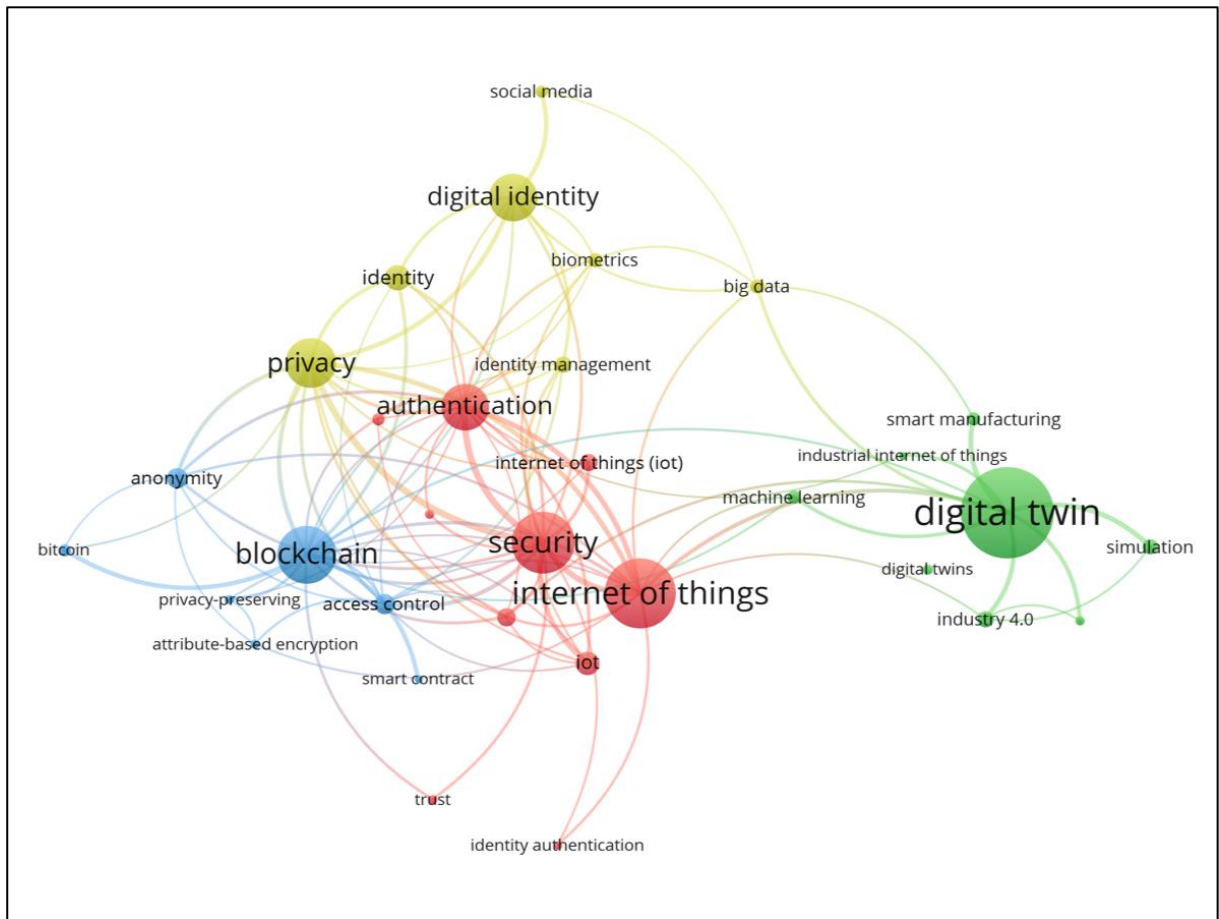 social media
digital identity
biometrics
identity
big data
privacy
identity management
authentication
smart manufacturing
industrial internet of things
internet of things (iot)
anonymity
machine learning
digital twin
security
simulation
bitcoin
blockchain
digital twins
internet of things
privacy-preserving
access control
industry 4.0
attribute-based encryption
iot
smart contract
trust
identity authentication